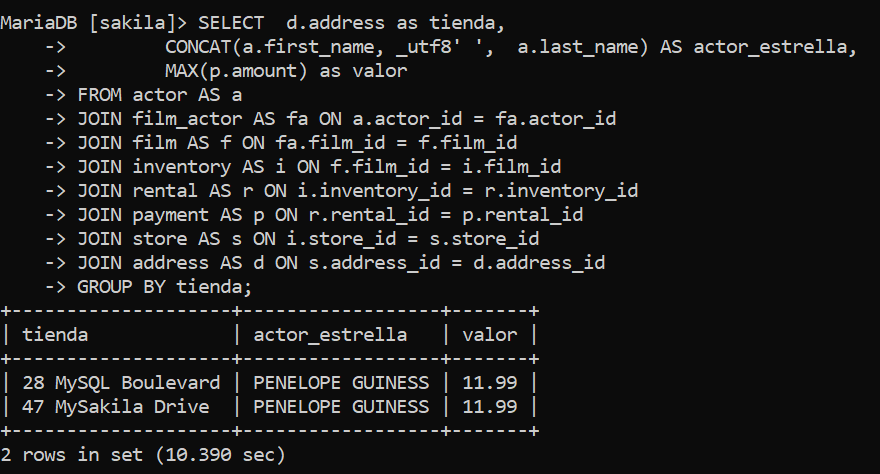 MariaDB [sakila]> SELECT  d.address as tienda,
    ->         CONCAT(a.first_name, _utf8' ',  a.last_name) AS actor_estrella,
    ->         MAX(p.amount) as valor
    -> FROM actor AS a
    -> JOIN film_actor AS fa ON a.actor_id = fa.actor_id
    -> JOIN film AS f ON fa.film_id = f.film_id
    -> JOIN inventory AS i ON f.film_id = i.film_id
    -> JOIN rental AS r ON i.inventory_id = r.inventory_id
    -> JOIN payment AS p ON r.rental_id = p.rental_id
    -> JOIN store AS s ON i.store_id = s.store_id
    -> JOIN address AS d ON s.address_id = d.address_id
    -> GROUP BY tienda;
+--------------------+------------------+-------+
| tienda             | actor_estrella   | valor |
+--------------------+------------------+-------+
| 28 MySQL Boulevard | PENELOPE GUINESS | 11.99 |
| 47 MySakila Drive  | PENELOPE GUINESS | 11.99 |
+--------------------+------------------+-------+
2 rows in set (10.390 sec)